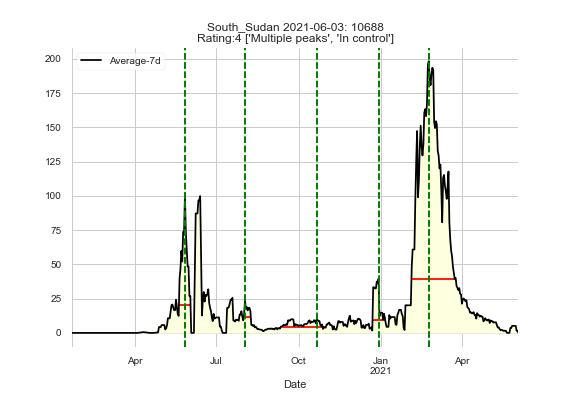 South_Sudan 2021-06-03: 10688
Rating:4 ['Multiple peaks', 'In control']
Average-7d
200
175
150
125
100
75
50
25
0
Apr
Jul
Oct
Jan
2021
Apr
Date